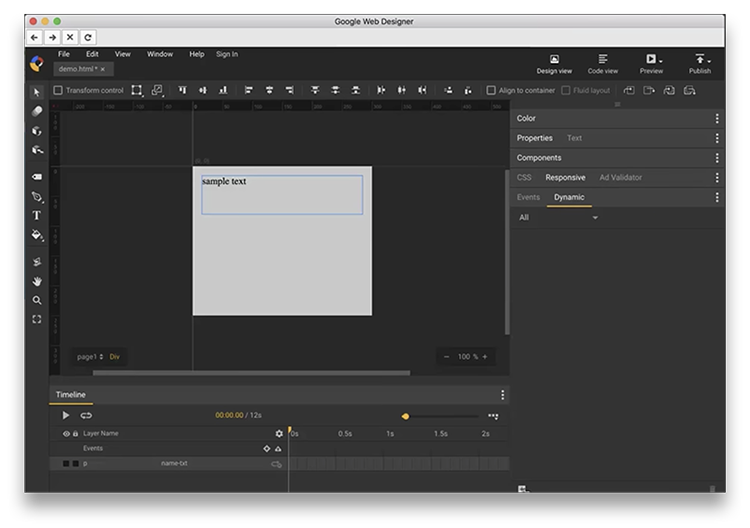 Google Web Designer
File Edit View Window Help Sign In
demo.html* ×
Design view Code view Preview Publish
Transform control Align to container Fluid layout
Color
Properties Text
Components
CSS Responsive Ad Validator
Events Dynamic
All
sample text
page1 Div
− 100 % +
Timeline
00:00.00 / 12s
Layer Name 0s 0.5s 1s 1.5s 2s
Events
p name-txt